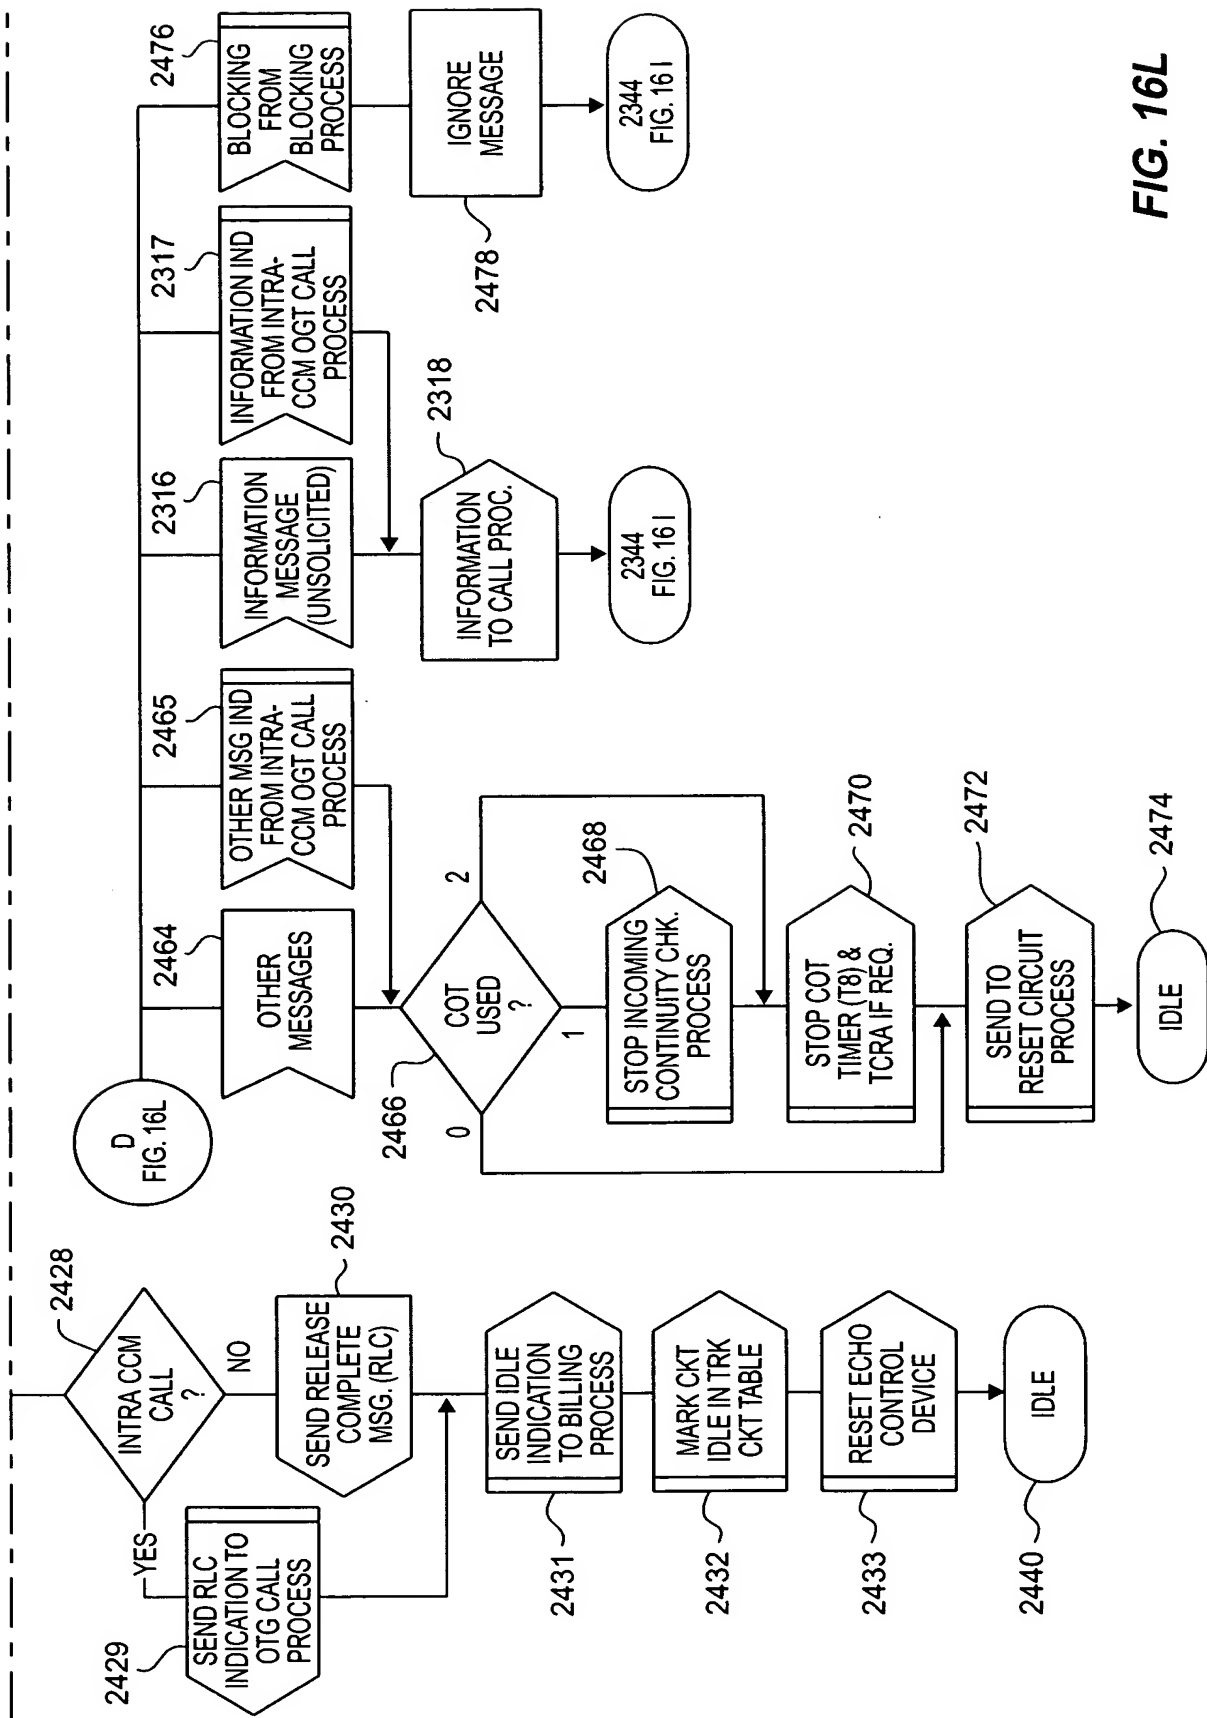 2428
INTRA CCM
CALL
?
YES
NO
2429
SEND RLC
INDICATION TO
OTG CALL
PROCESS
2430
SEND RELEASE
COMPLETE
MSG. (RLC)
2431
SEND IDLE
INDICATION
TO BILLING
PROCESS
2432
MARK CKT
IDLE IN TRK
CKT TABLE
2433
RESET ECHO
CONTROL
DEVICE
2440
IDLE
D
FIG. 16L
2464
OTHER
MESSAGES
2465
OTHER MSG IND
FROM INTRA-
CCM OGT CALL
PROCESS
2316
INFORMATION
MESSAGE
(UNSOLICITED)
2317
INFORMATION IND
FROM INTRA-
CCM OGT CALL
PROCESS
2476
BLOCKING
FROM
BLOCKING
PROCESS
2466
COT
USED
?
0
1
2
2468
STOP INCOMING
CONTINUITY CHK.
PROCESS
2470
STOP COT
TIMER (T8) &
TCRA IF REQ.
2472
SEND TO
RESET CIRCUIT
PROCESS
2474
IDLE
2318
INFORMATION
TO CALL PROC.
2344
FIG. 16 I
2478
IGNORE
MESSAGE
2344
FIG. 16 I
FIG. 16L